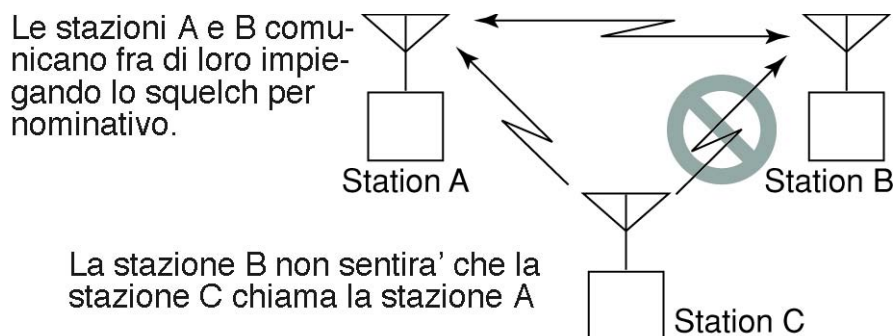 Le stazioni A e B comu-
nicano fra di loro impie-
gando lo squelch per
nominativo.
Station A
Station B
La stazione B non sentira' che la
stazione C chiama la stazione A
Station C